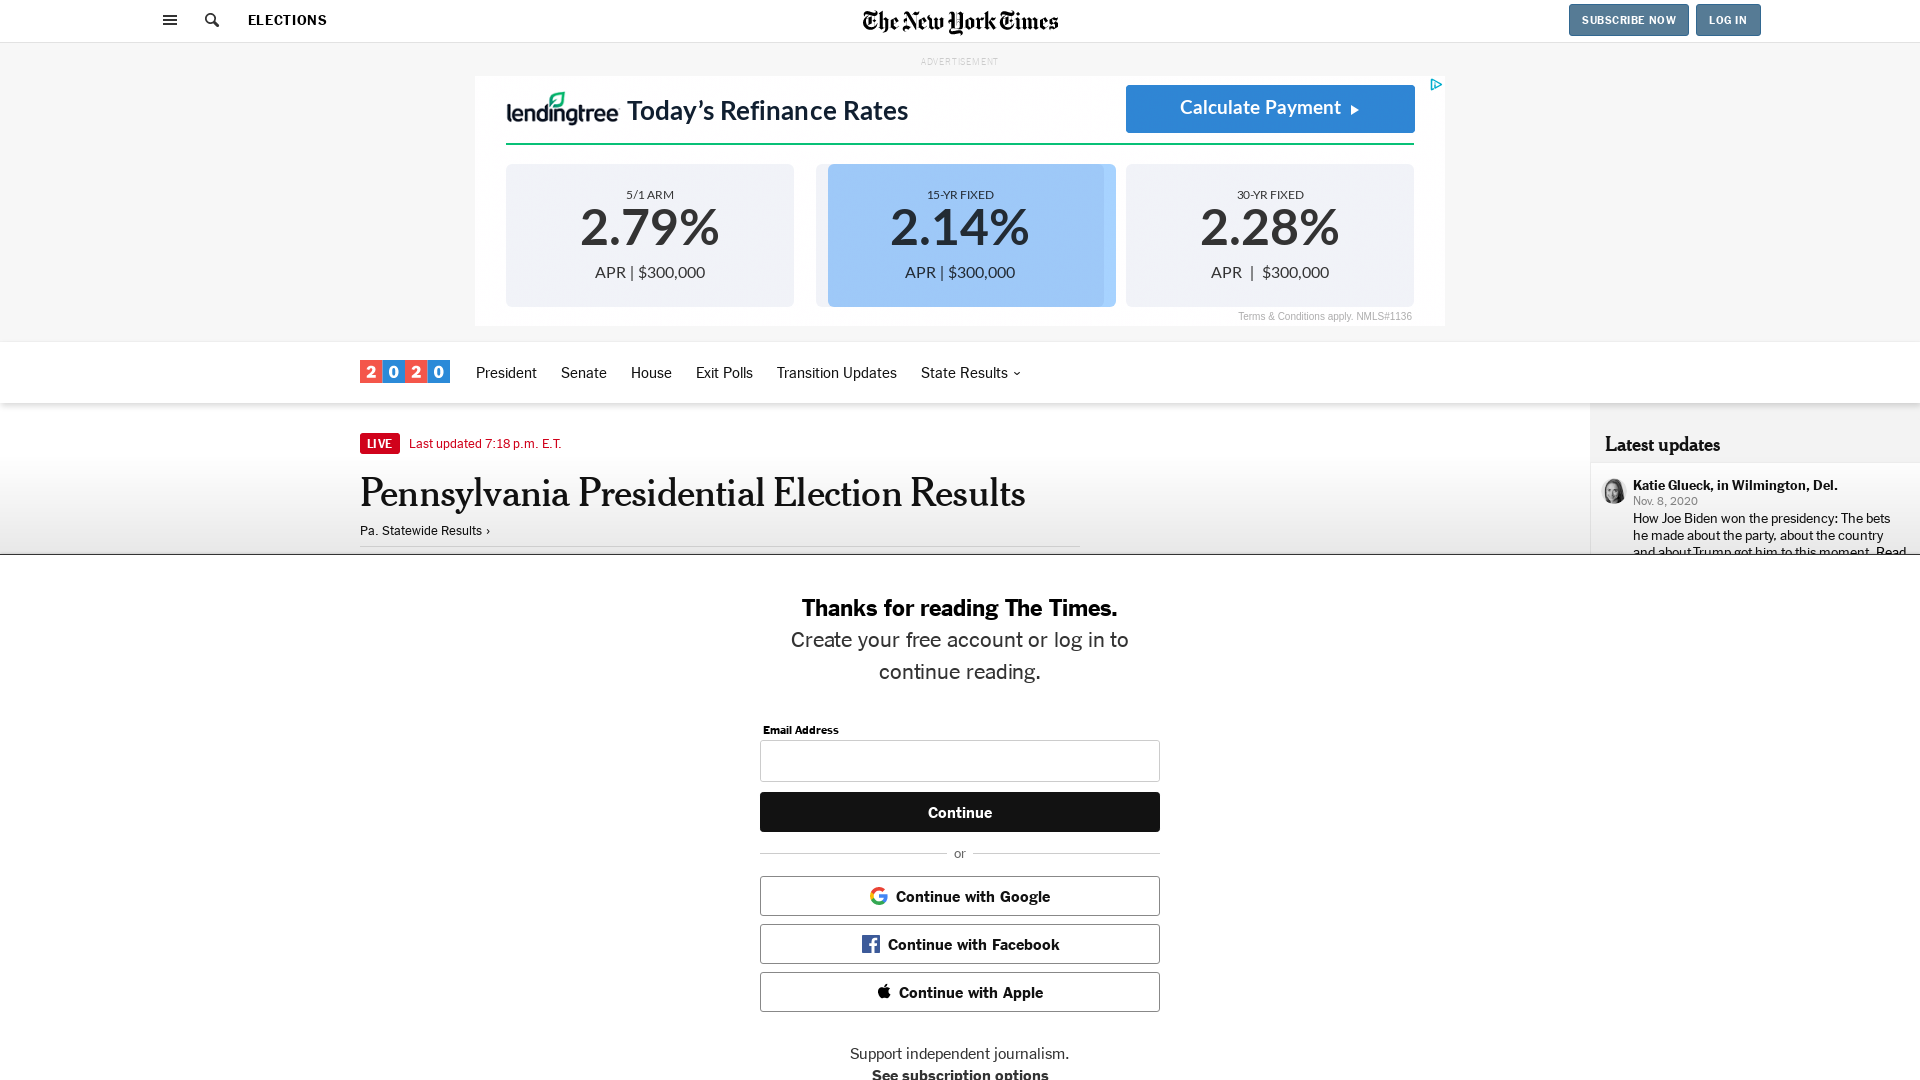 ELECTIONS
The New York Times
SUBSCRIBE NOW
LOG IN
ADVERTISEMENT
lendingtree Today’s Refinance Rates
Calculate Payment
5/1 ARM
2.79%
APR | $300,000
15-YR FIXED
2.14%
APR | $300,000
30-YR FIXED
2.28%
APR | $300,000
Terms & Conditions apply. NMLS#1136
2020
President
Senate
House
Exit Polls
Transition Updates
State Results
LIVE Last updated 7:18 p.m. E.T.
Pennsylvania Presidential Election Results
Pa. Statewide Results ›
Latest updates
Katie Glueck, in Wilmington, Del.
Nov. 8, 2020
How Joe Biden won the presidency: The bets
he made about the party, about the country
and about Trump got him to this moment. Read
Thanks for reading The Times.
Create your free account or log in to
continue reading.
Email Address
Continue
or
Continue with Google
Continue with Facebook
Continue with Apple
Support independent journalism.
See subscription options